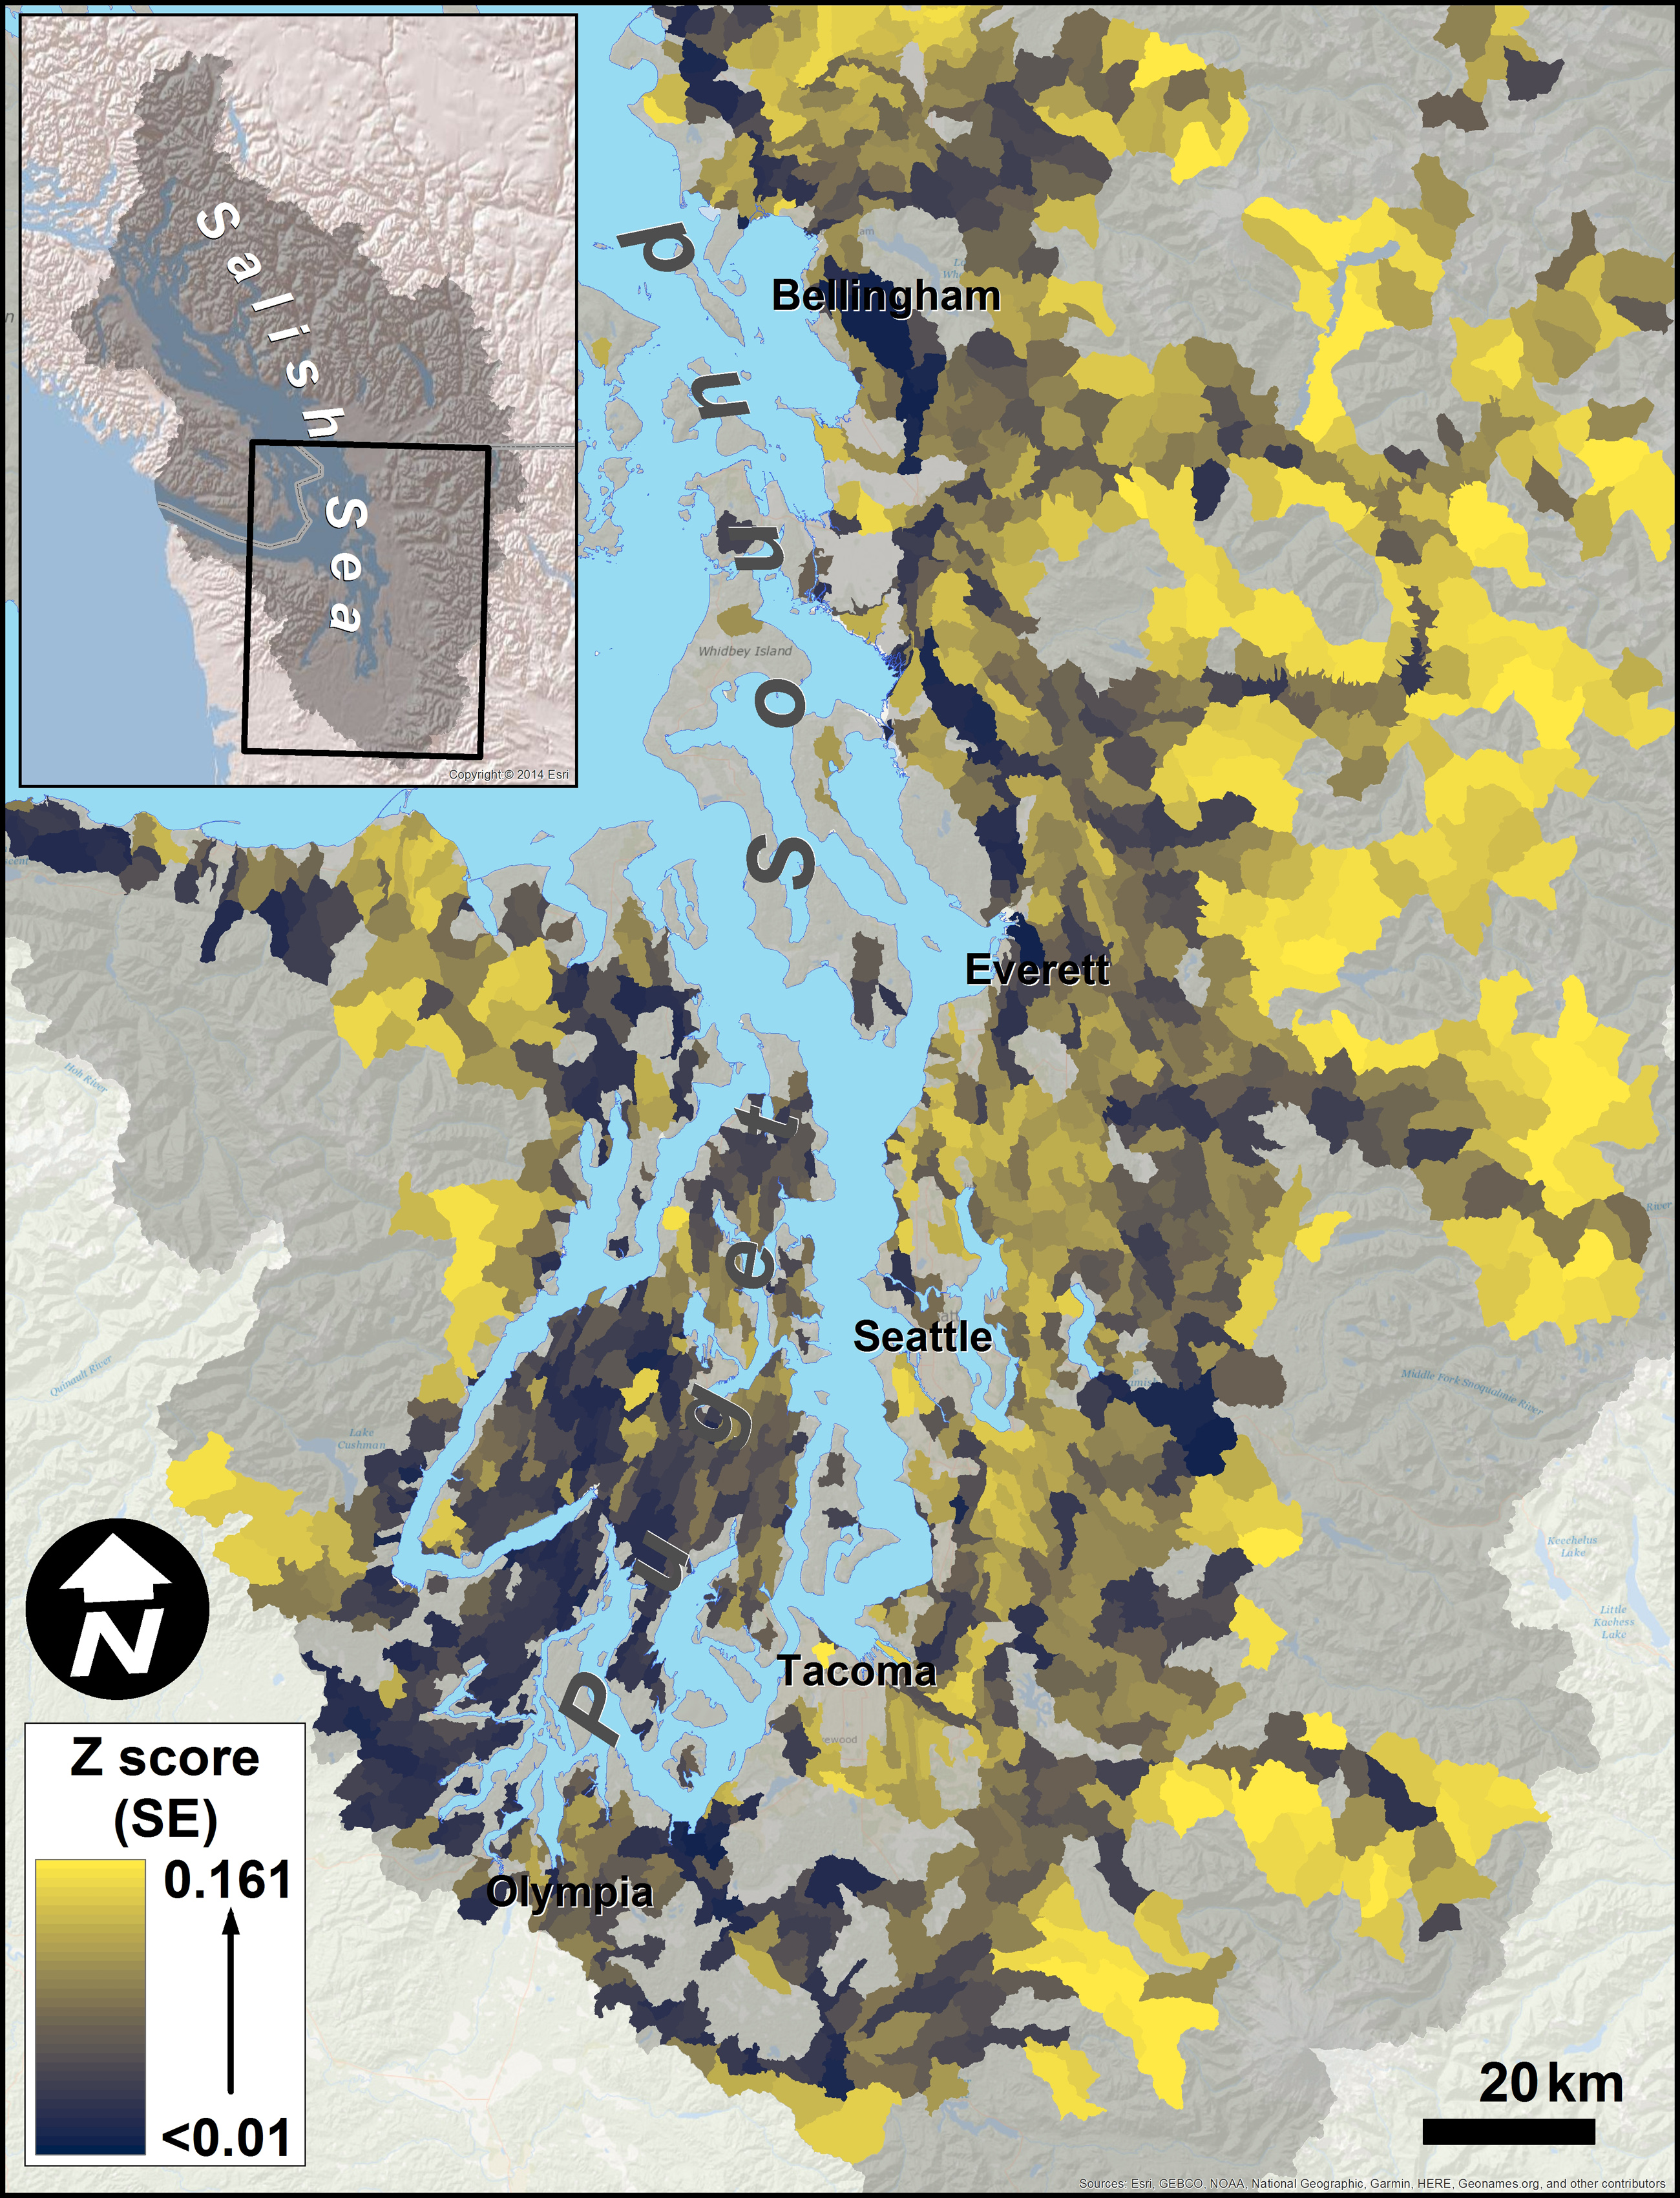 Salish
Sea
Copyright © 2014 Esri
Puget Sound
Bellingham
Whidbey Island
Everett
Seattle
Tacoma
ewood
Olympia
Hoh River
Quinault River
Lake
Cushman
River
Middle Fork Snoqualmie River
Keechelus
Lake
Little
Kachess
Lake
N
Z score
(SE)
0.161
<0.01
20 km
Sources: Esri, GEBCO, NOAA, National Geographic, Garmin, HERE, Geonames.org, and other contributors